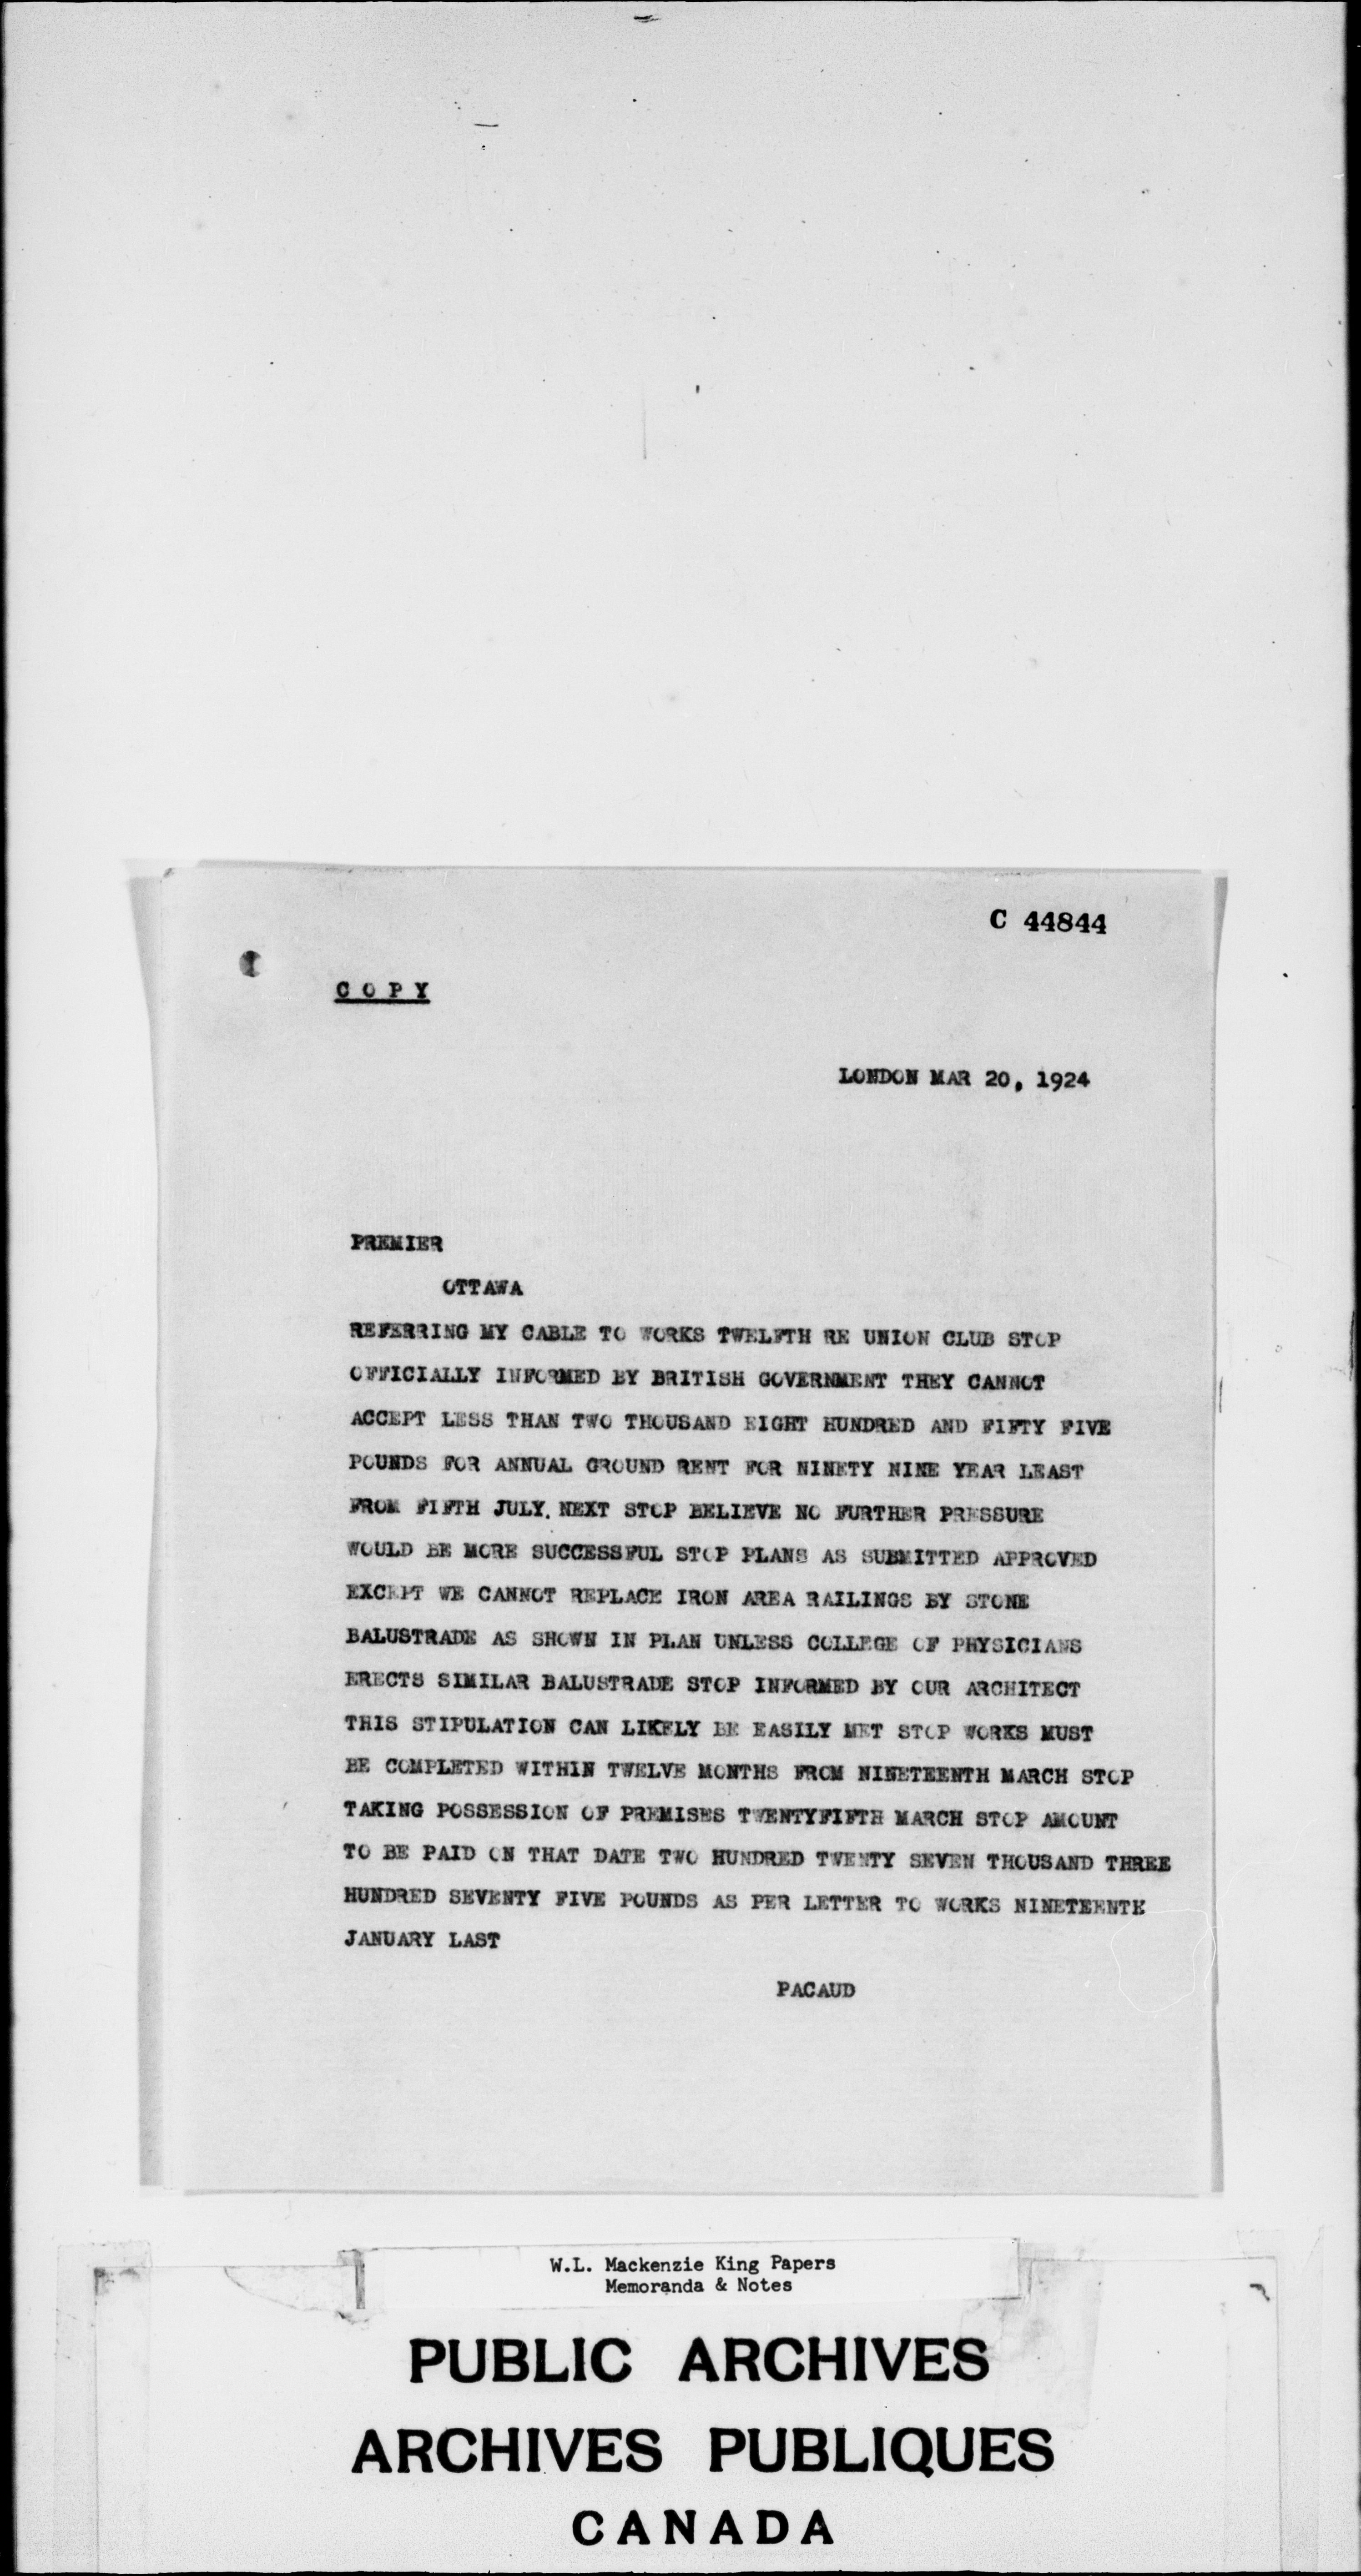 C 44844
COPY
LONDON MAR 20, 1924
PREMIER
OTTAWA
REFERRING MY CABLE TO WORKS TWELFTH RE UNION CLUB STOP
OFFICIALLY INFORMED BY BRITISH GOVERNMENT THEY CANNOT
ACCEPT LESS THAN TWO THOUSAND EIGHT HUNDRED AND FIFTY FIVE
POUNDS FOR ANNUAL GROUND RENT FOR NINETY NINE YEAR LEAST
FROM FIFTH JULY. NEXT STOP BELIEVE NO FURTHER PRESSURE
WOULD BE MORE SUCCESSFUL STOP PLANS AS SUBMITTED APPROVED
EXCEPT WE CANNOT REPLACE IRON AREA RAILINGS BY STONE
BALUSTRADE AS SHOWN IN PLAN UNLESS COLLEGE OF PHYSICIANS
ERECTS SIMILAR BALUSTRADE STOP INFORMED BY OUR ARCHITECT
THIS STIPULATION CAN LIKELY BE EASILY MET STOP WORKS MUST
BE COMPLETED WITHIN TWELVE MONTHS FROM NINETEENTH MARCH STOP
TAKING POSSESSION OF PREMISES TWENTYFIFTH MARCH STOP AMOUNT
TO BE PAID ON THAT DATE TWO HUNDRED TWENTY SEVEN THOUSAND THREE
HUNDRED SEVENTY FIVE POUNDS AS PER LETTER TO WORKS NINETEENTH
JANUARY LAST
PACAUD
W.L. Mackenzie King Papers
Memoranda & Notes
PUBLIC ARCHIVES
ARCHIVES PUBLIQUES
CANADA